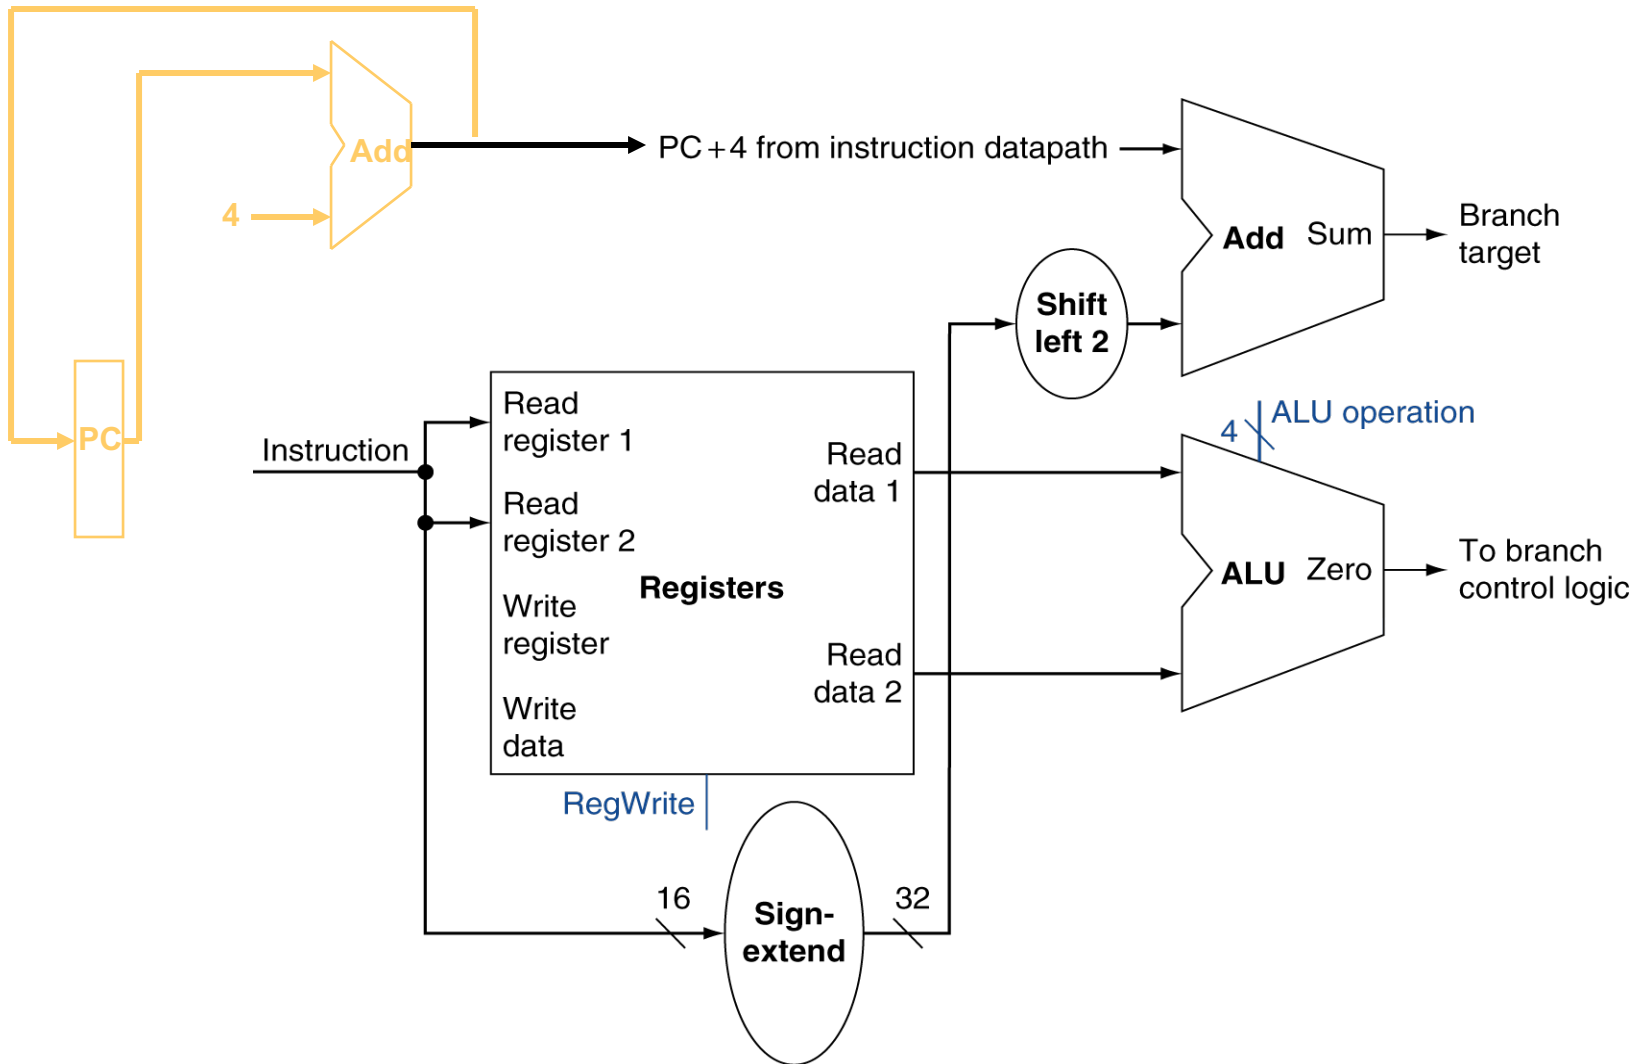 Add
4
PC
PC+4 from instruction datapath
Add Sum
Branch
target
Shift
left 2
ALU operation
4
Instruction
Read
register 1
Read
register 2
Write
register
Write
data
Registers
Read
data 1
Read
data 2
ALU Zero
To branch
control logic
RegWrite
16
Sign-
extend
32